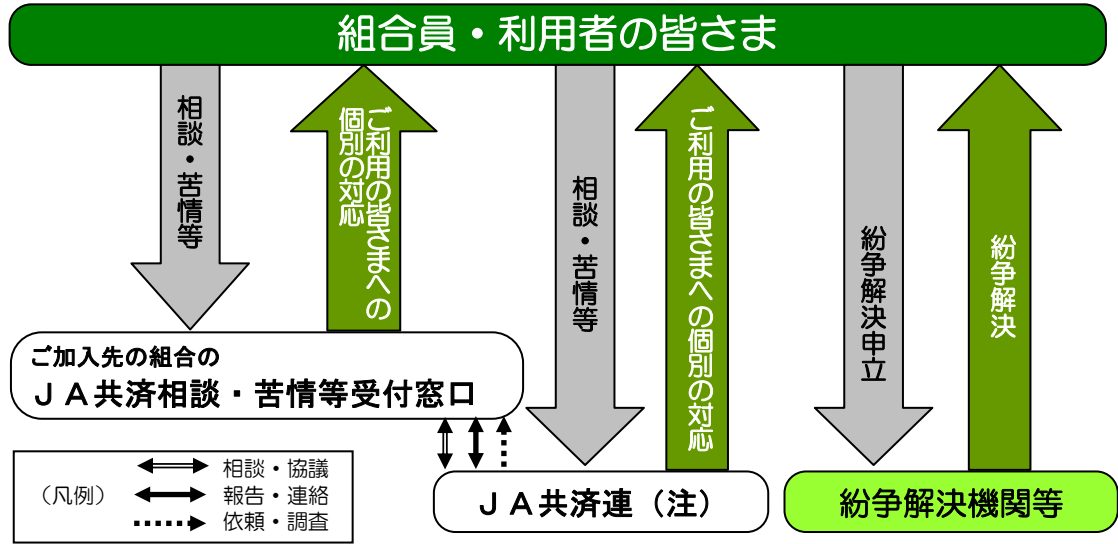 組合員・利用者の皆さま
相談・苦情等
ご利用の皆さまへの
個別の対応
相談・苦情等
ご利用の皆さまへの個別の対応
紛争解決申立
紛争解決
ご加入先の組合の
ＪＡ共済相談・苦情等受付窓口
（凡例）
相談・協議
報告・連絡
依頼・調査
ＪＡ共済連（注）
紛争解決機関等